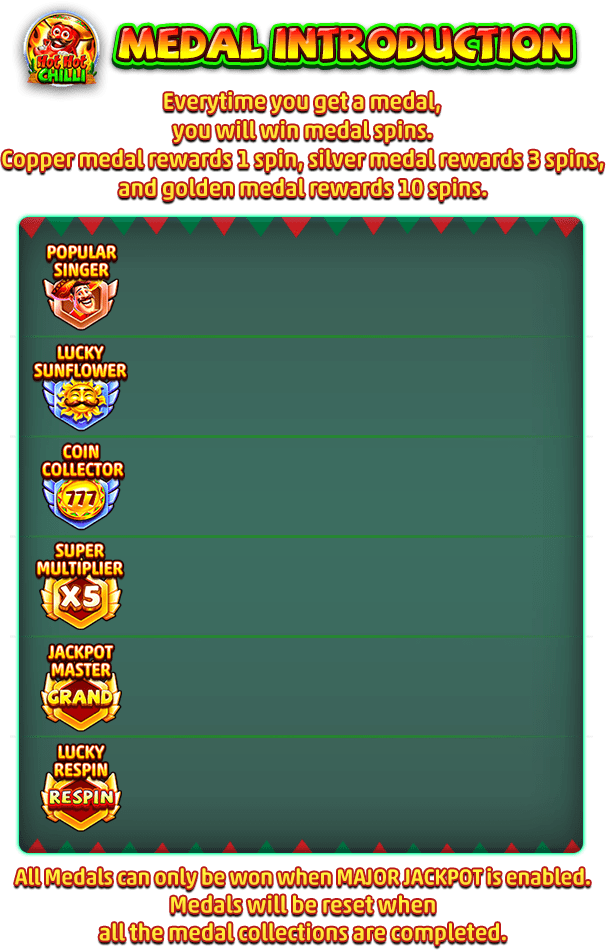 HOT HOT
CHILLI
MEDAL INTRODUCTION
Everytime you get a medal,
you will win medal spins.
Copper medal rewards 1 spin, silver medal rewards 3 spins,
and golden medal rewards 10 spins.
POPULAR
SINGER
LUCKY
SUNFLOWER
COIN
COLLECTOR
777
SUPER
MULTIPLIER
X5
JACKPOT
MASTER
GRAND
LUCKY
RESPIN
RESPIN
All Medals can only be won when MAJOR JACKPOT is enabled.
Medals will be reset when
all the medal collections are completed.